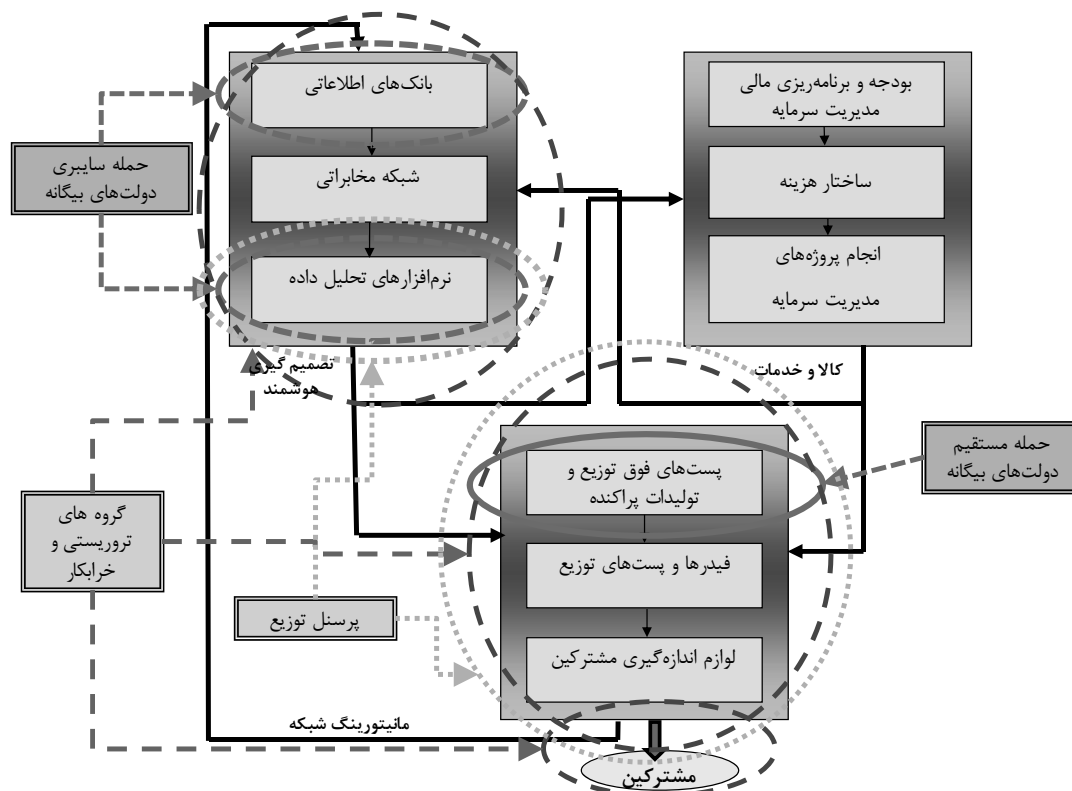 بانک‌های اطلاعاتی
شبکه مخابراتی
نرم‌افزارهای تحلیل داده
بودجه و برنامه‌ریزی مالی
مدیریت سرمایه
ساختار هزینه
انجام پروژه‌های
مدیریت سرمایه
حمله سایبری
دولت‌های بیگانه
تصمیم گیری
هوشمند
کالا و خدمات
پست‌های فوق توزیع و
تولیدات پراکنده
فیدرها و پست‌های توزیع
لوازم اندازه‌گیری مشترکین
حمله مستقیم
دولت‌های بیگانه
گروه های
تروریستی و
خرابکار
پرسنل توزیع
مانیتورینگ شبکه
مشترکین